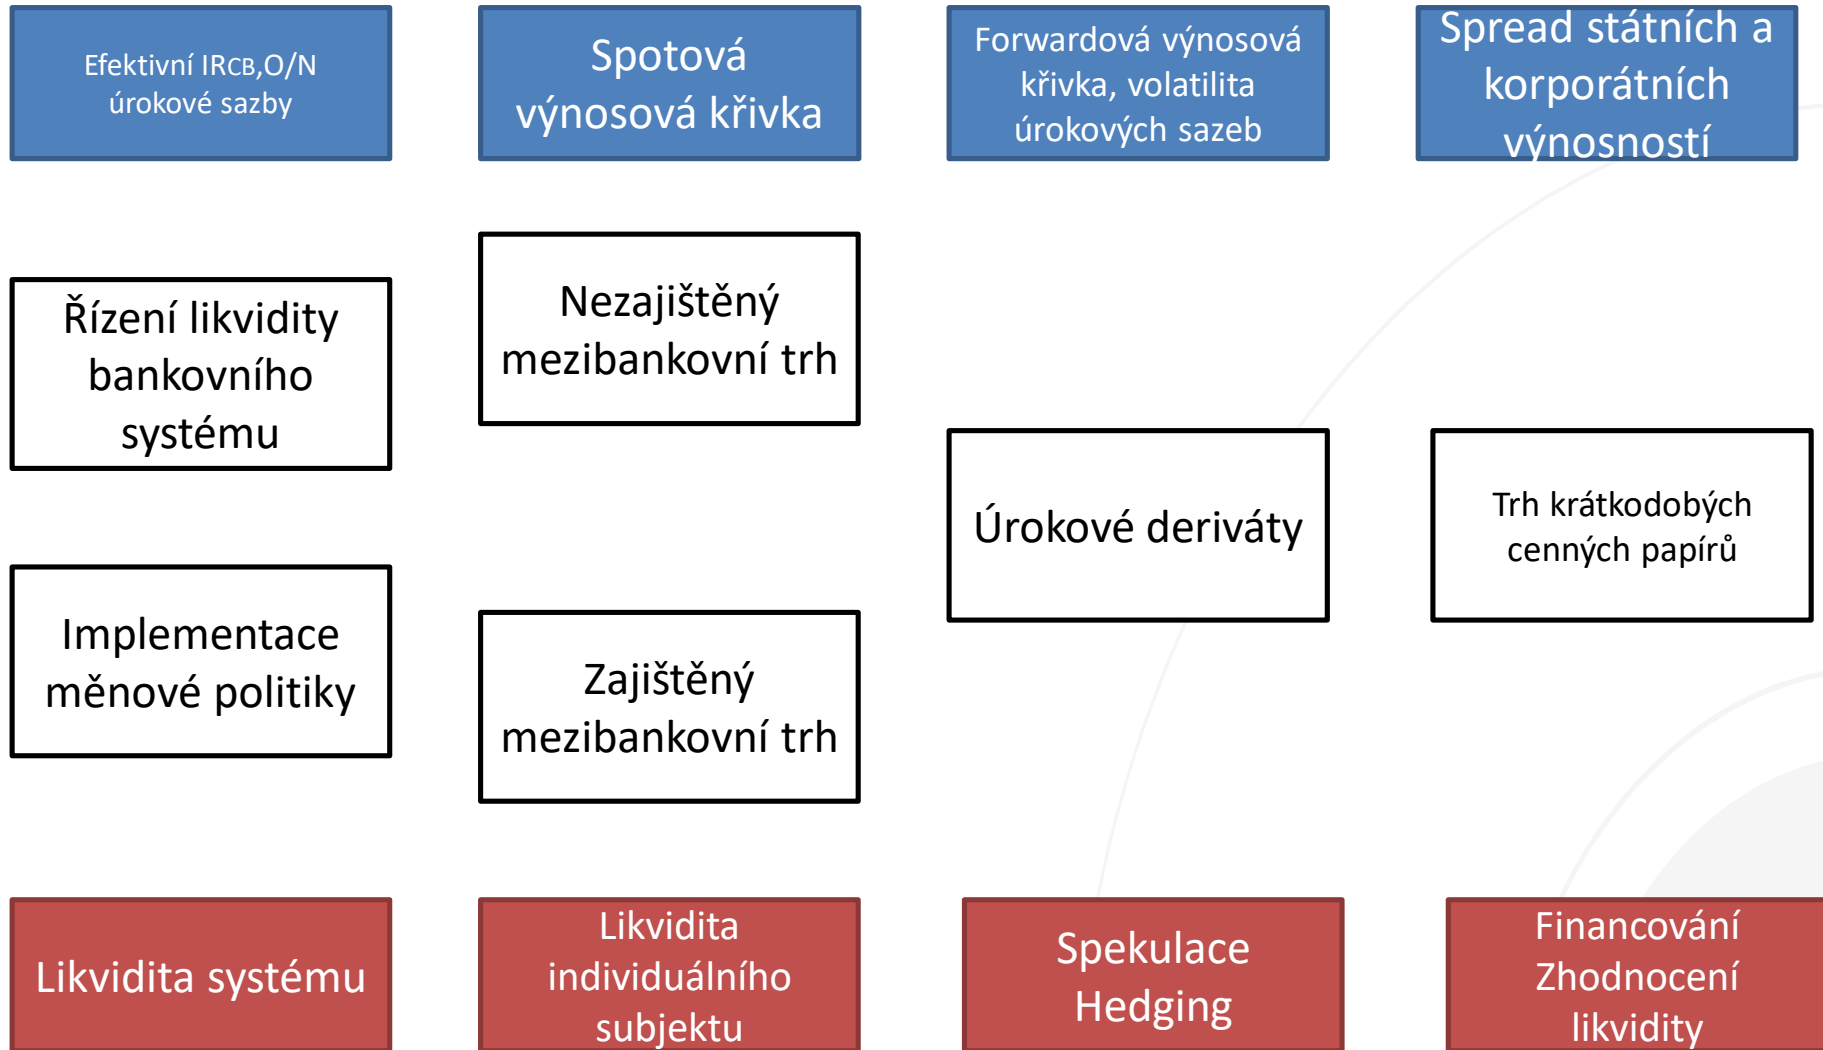 Efektivní IRCB,O/N
úrokové sazby
Spotová
výnosová křivka
Forwardová výnosová
křivka, volatilita
úrokových sazeb
Spread státních a
korporátních
výnosností
Řízení likvidity
bankovního
systému
Nezajištěný
mezibankovní trh
Úrokové deriváty
Trh krátkodobých
cenných papírů
Implementace
měnové politiky
Zajištěný
mezibankovní trh
Likvidita systému
Likvidita
individuálního
subjektu
Spekulace
Hedging
Financování
Zhodnocení
likvidity